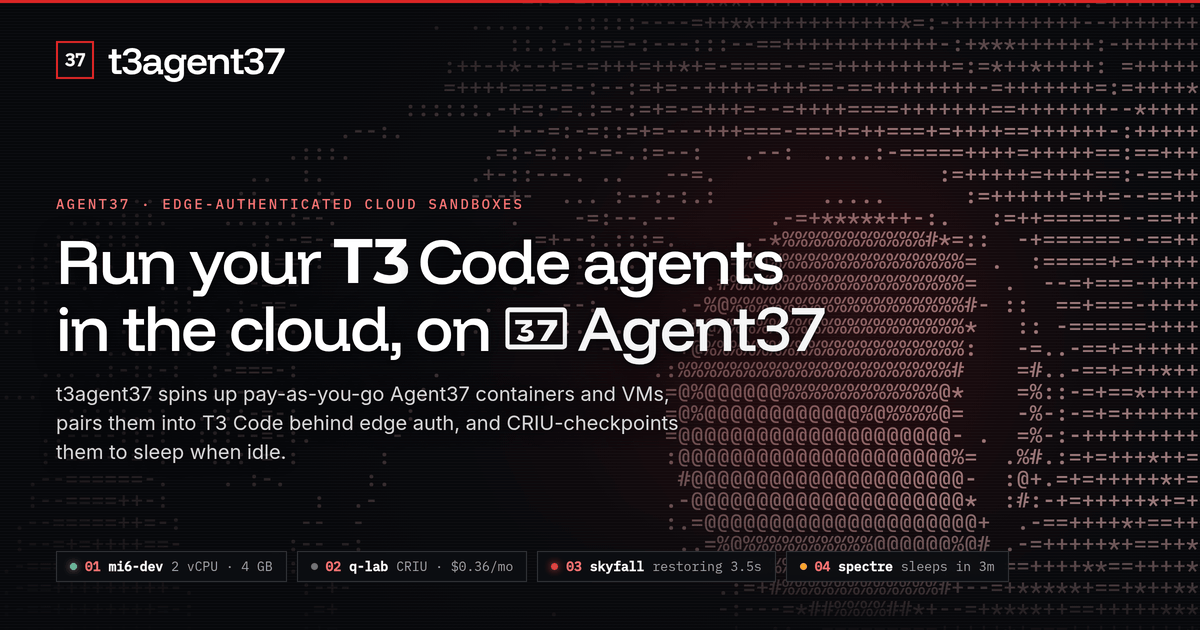 37 t3agent37
AGENT37 · EDGE-AUTHENTICATED CLOUD SANDBOXES
Run your T3 Code agents
in the cloud, on 37 Agent37
t3agent37 spins up pay-as-you-go Agent37 containers and VMs,
pairs them into T3 Code behind edge auth, and CRIU-checkpoints
them to sleep when idle.
01 mi6-dev 2 vCPU · 4 GB
02 q-lab CRIU · $0.36/mo
03 skyfall restoring 3.5s
04 spectre sleeps in 3m